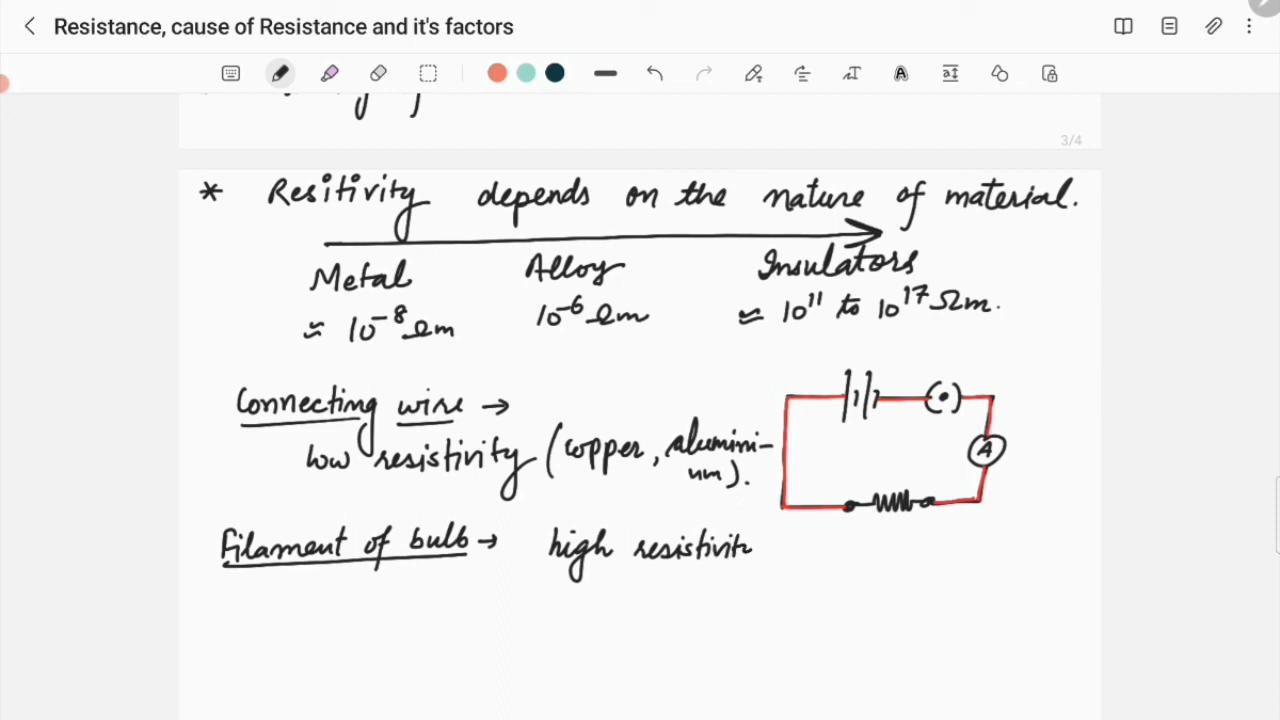 Resistance, cause of Resistance and it's factors
3/4
* Resitivity depends on the nature of material.
Metal Alloy Insulators
≈ 10⁻⁸ Ωm 10⁻⁶ Ωm ≈ 10¹¹ to 10¹⁷ Ωm.
Connecting wire →
low resistivity (copper, alumini-
um).
A
Filament of bulb → high resistivit